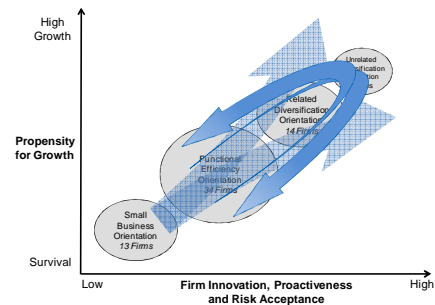 High
Growth
Unrelated
Related
Diversification
Orientation
14 Firms
Propensity
for Growth
Functional
Efficiency
Orientation
34 Firms
Small
Business
Orientation
13 Firms
Survival
Low
Firm Innovation, Proactiveness
and Risk Acceptance
High